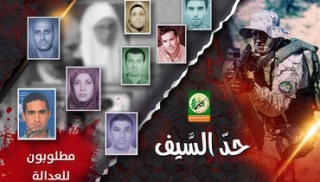 حدّ السَّيف
مطلوبون
للعدالة